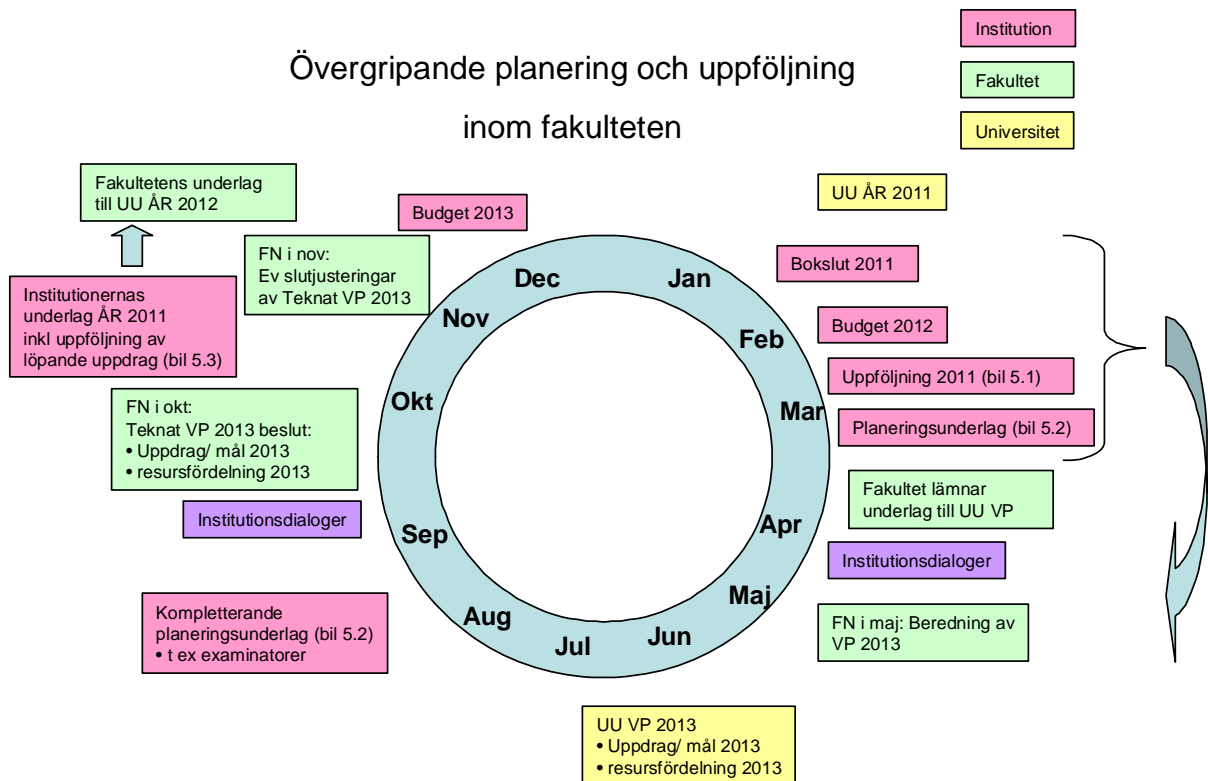 Övergripande planering och uppföljning
inom fakulteten
Institution
Fakultet
Universitet
Fakultetens underlag
till UU ÅR 2012
Budget 2013
UU ÅR 2011
FN i nov:
Ev slutjusteringar
av Teknat VP 2013
Bokslut 2011
Institutionernas
underlag ÅR 2011
inkl uppföljning av
löpande uppdrag (bil 5.3)
Budget 2012
Uppföljning 2011 (bil 5.1)
Planeringsunderlag (bil 5.2)
FN i okt:
Teknat VP 2013 beslut:
• Uppdrag/ mål 2013
• resursfördelning 2013
Fakultet lämnar
underlag till UU VP
Institutionsdialoger
Institutionsdialoger
Kompletterande
planeringsunderlag (bil 5.2)
• t ex examinatorer
FN i maj: Beredning av
VP 2013
UU VP 2013
• Uppdrag/ mål 2013
• resursfördelning 2013
Jan
Feb
Mar
Apr
Maj
Jun
Jul
Aug
Sep
Okt
Nov
Dec